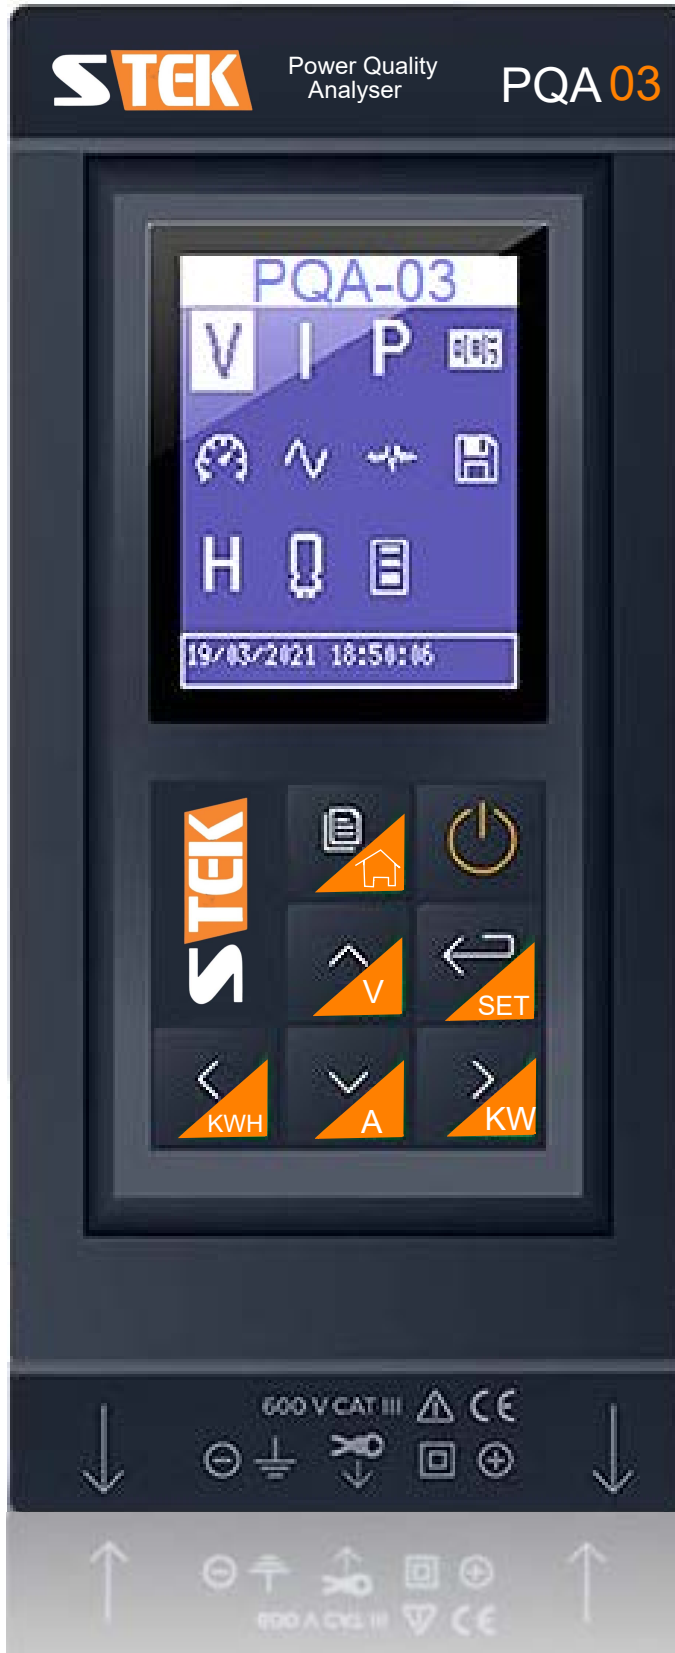 STEK
Power Quality
Analyser
PQA 03
PQA-03
V I P
H
19/03/2021 18:50:06
STEK
V
SET
KWH
A
KW
600 V CAT III CE